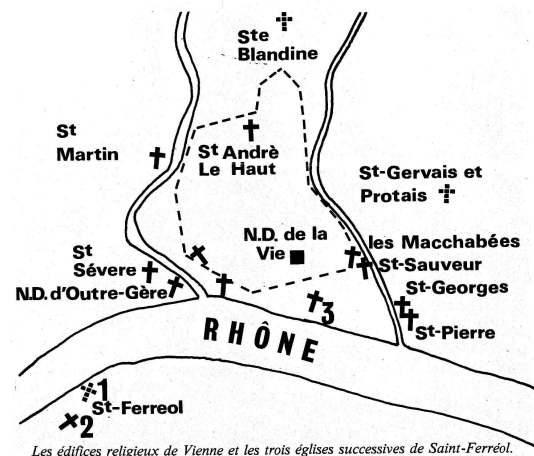 Ste
Blandine
St
Martin
St Andrè
Le Haut
St-Gervais et
Protais
N.D. de la
Vie
les Macchabées
St-Sauveur
St-Georges
St-Pierre
St
Sévere
N.D. d'Outre-Gère
3
RHÔNE
1
St-Ferreol
2
Les édifices religieux de Vienne et les trois églises successives de Saint-Ferréol.